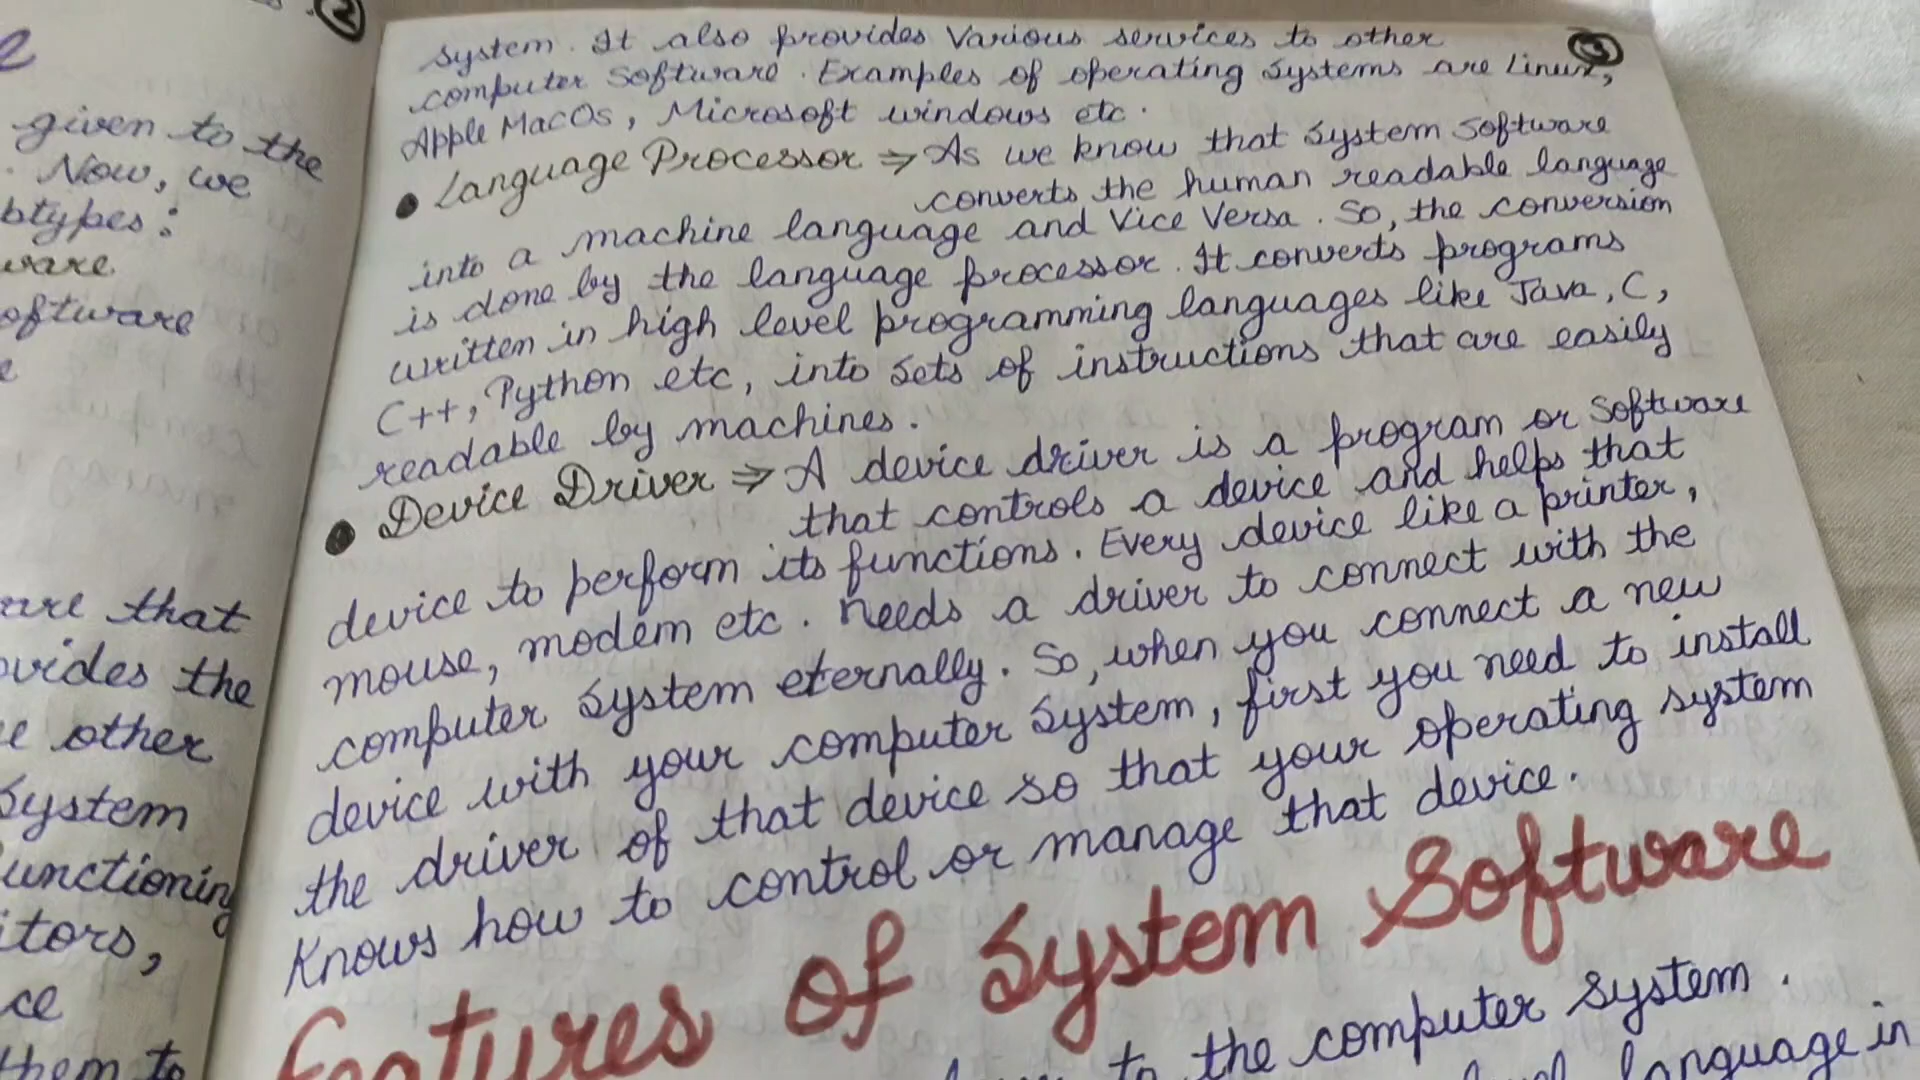 2
e
given to the
. Now, we
btypes:
ware
oftware
e
are that
ovides the
e other
System
unctioning
itors,
ce
them to
3
system. It also provides Various services to other
computer Software. Examples of operating Systems are Linux,
Apple MacOs, Microsoft windows etc.
• Language Processor ⇒ As we know that System Software
converts the human readable language
into a machine language and Vice Versa. So, the conversion
is done by the language processor. It converts programs
written in high level programming languages like Java, C,
C++, Python etc, into sets of instructions that are easily
readable by machines.
• Device Driver ⇒ A device driver is a program or Software
that controls a device and helps that
device to perform its functions. Every device like a printer,
mouse, modem etc. needs a driver to connect with the
computer System eternally. So, when you connect a new
device with your computer System, first you need to install
the driver of that device so that your operating system
Knows how to control or manage that device.
Features of System Software
to the computer System.
language in